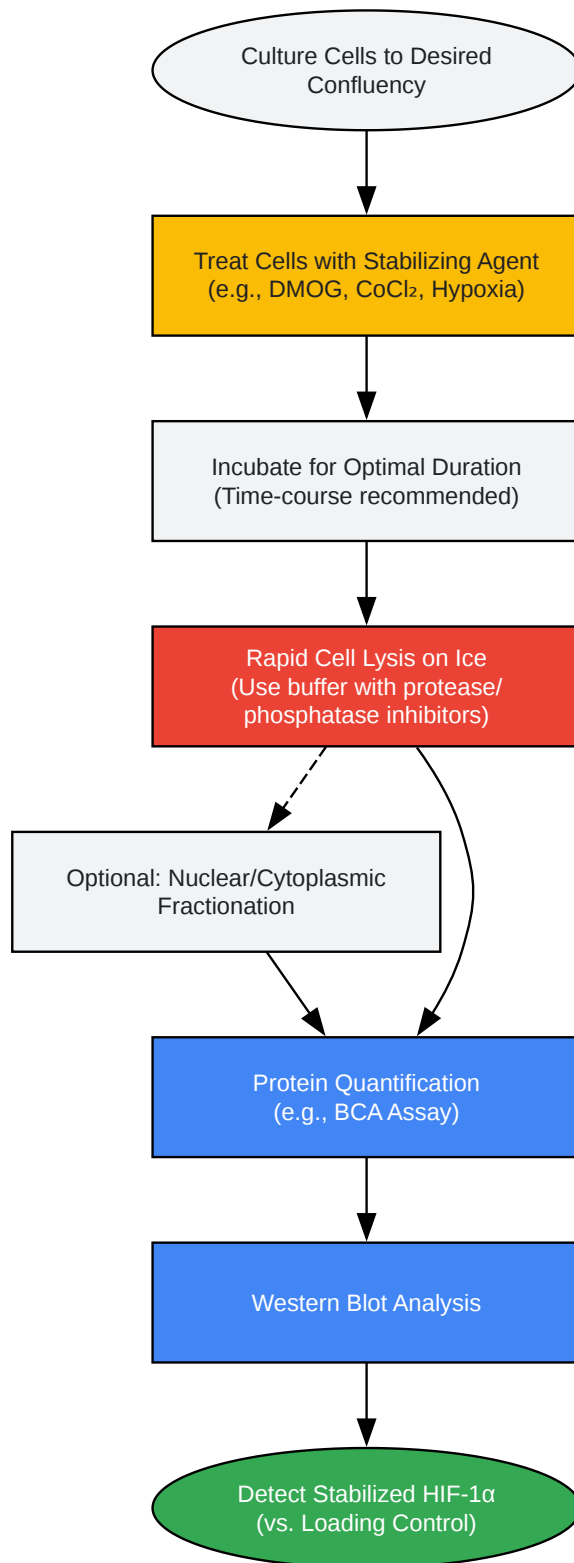 Culture Cells to Desired
Confluency
Treat Cells with Stabilizing Agent
(e.g., DMOG, CoCl₂, Hypoxia)
Incubate for Optimal Duration
(Time-course recommended)
Rapid Cell Lysis on Ice
(Use buffer with protease/
phosphatase inhibitors)
Optional: Nuclear/Cytoplasmic
Fractionation
Protein Quantification
(e.g., BCA Assay)
Western Blot Analysis
Detect Stabilized HIF-1α
(vs. Loading Control)